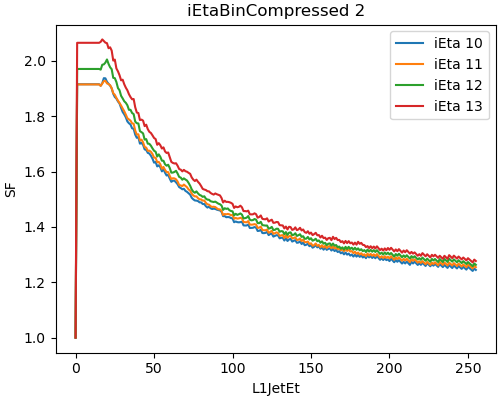 iEtaBinCompressed 2
iEta 10
iEta 11
iEta 12
iEta 13
SF
2.0
1.8
1.6
1.4
1.2
1.0
0 50 100 150 200 250
L1JetEt